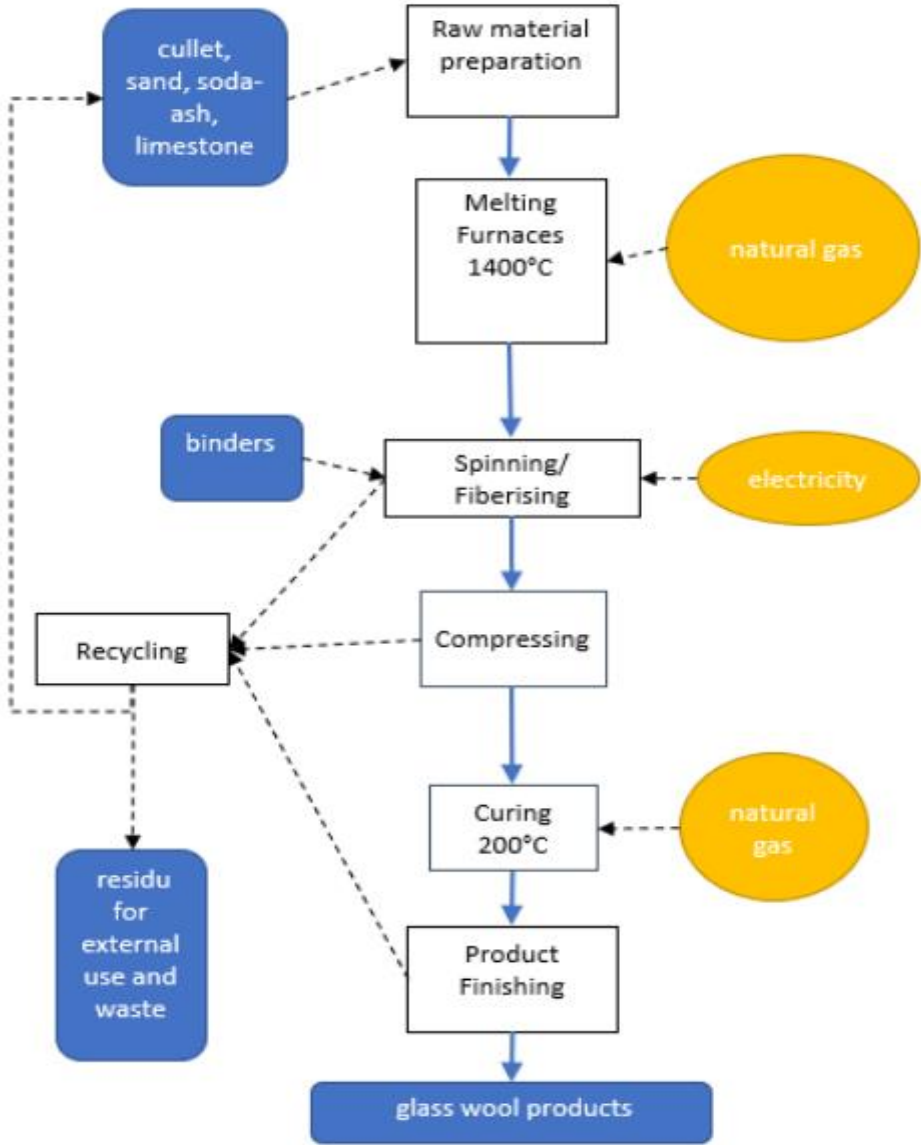 cullet,
sand, soda-
ash,
limestone
Raw material
preparation
Melting
Furnaces
1400°C
natural gas
binders
Spinning/
Fiberising
electricity
Recycling
Compressing
Curing
200°C
natural
gas
residu
for
external
use and
waste
Product
Finishing
glass wool products